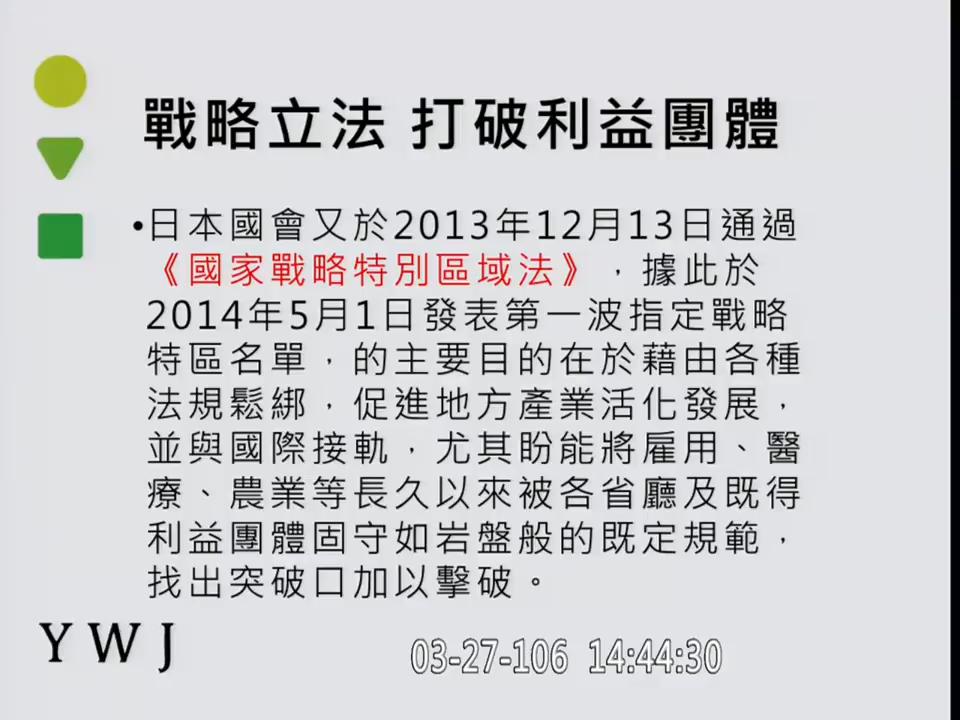 戰略立法 打破利益團體
•日本國會又於2013年12月13日通過
《國家戰略特別區域法》，據此於
2014年5月1日發表第一波指定戰略
特區名單，的主要目的在於藉由各種
法規鬆綁，促進地方產業活化發展，
並與國際接軌，尤其盼能將雇用、醫
療、農業等長久以來被各省廳及既得
利益團體固守如岩盤般的既定規範，
找出突破口加以擊破。
YWJ
03-27-106 14:44:30